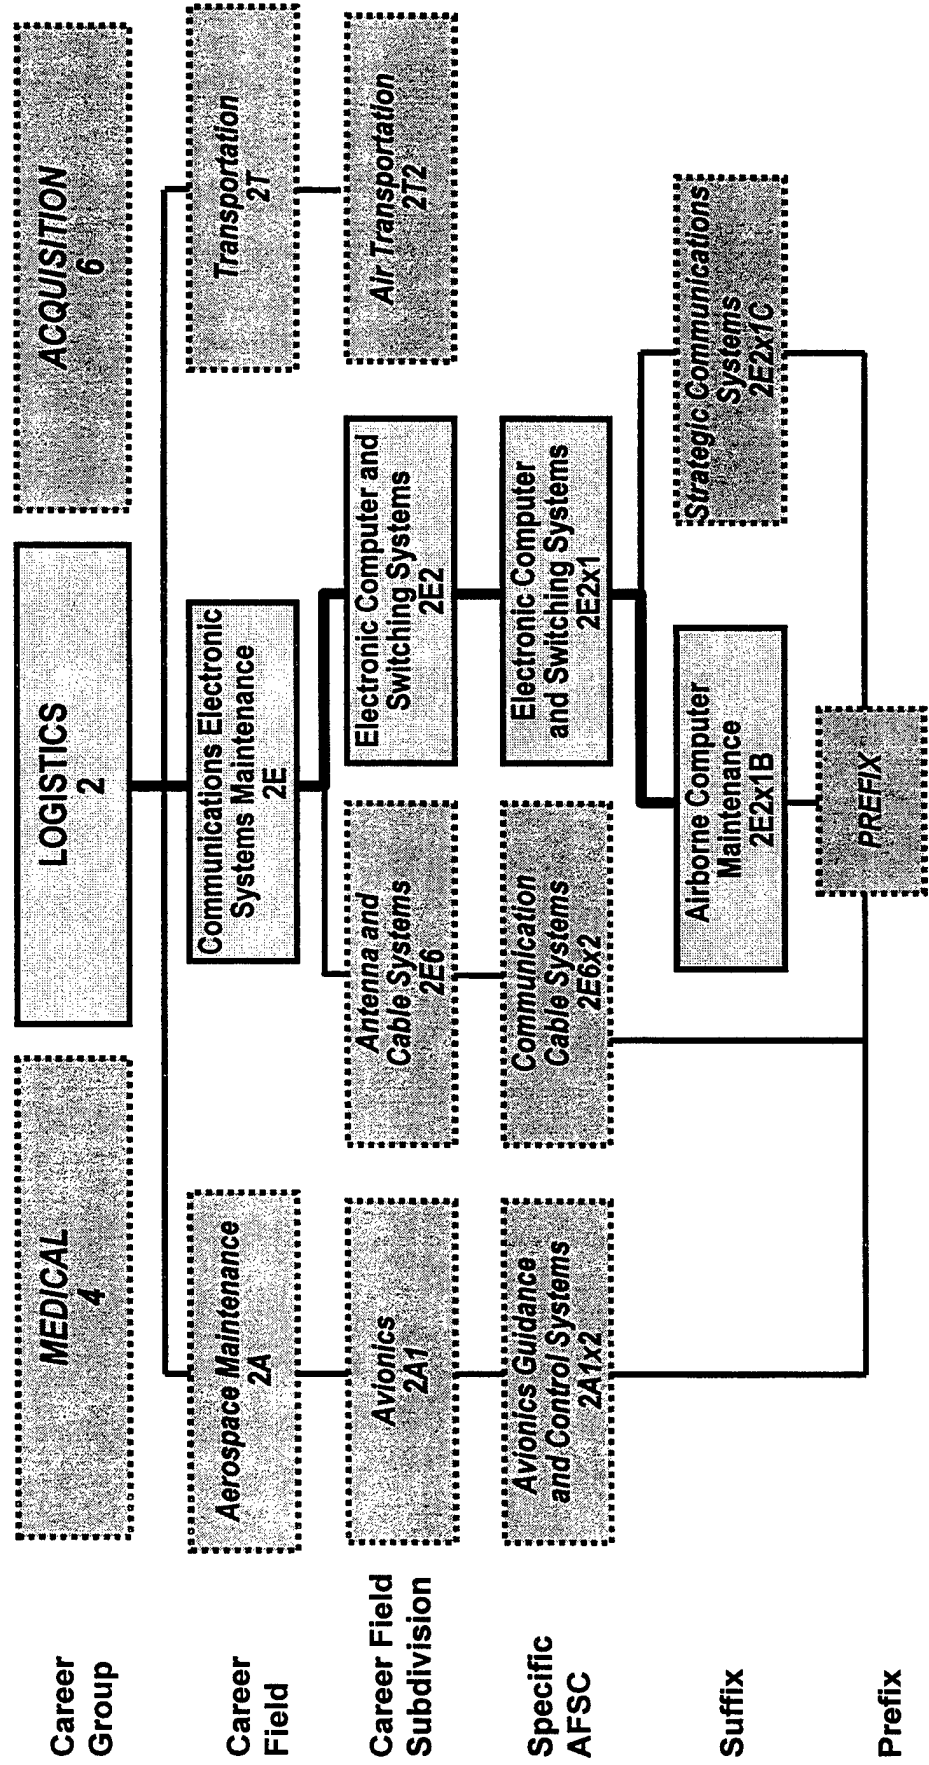 Career
Group
MEDICAL
4
LOGISTICS
2
ACQUISITION
6
Career
Field
Aerospace Maintenance
2A
Communications Electronic
Systems Maintenance
2E
Transportation
2T
Career Field
Subdivision
Avionics
2A1
Antenna and
Cable Systems
2E6
Electronic Computer and
Switching Systems
2E2
Air Transportation
2T2
Specific
AFSC
Avionics Guidance
and Control Systems
2A1x2
Communication
Cable Systems
2E6x2
Electronic Computer
and Switching Systems
2E2x1
Suffix
Airborne Computer
Maintenance
2E2x1B
Strategic Communications
Systems
2E2x1C
Prefix
PREFIX